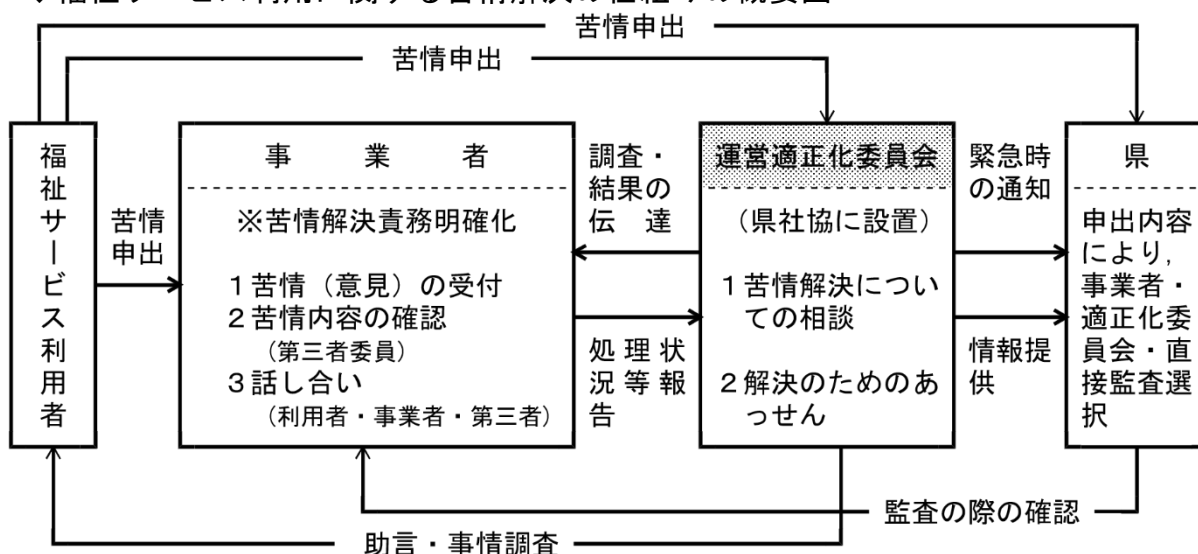 苦情申出
苦情申出
福祉サービス利用者
苦情
申出
事業者
※苦情解決責務明確化
1苦情（意見）の受付
2苦情内容の確認
（第三者委員）
3話し合い
（利用者・事業者・第三者）
調査・
結果の
伝達
処理状
況等報
告
運営適正化委員会
（県社協に設置）
1苦情解決につい
ての相談
2解決のためのあ
っせん
緊急時
の通知
情報提
供
県
申出内容
により，
事業者・
適正化委
員会・直
接監査選
択
監査の際の確認
助言・事情調査